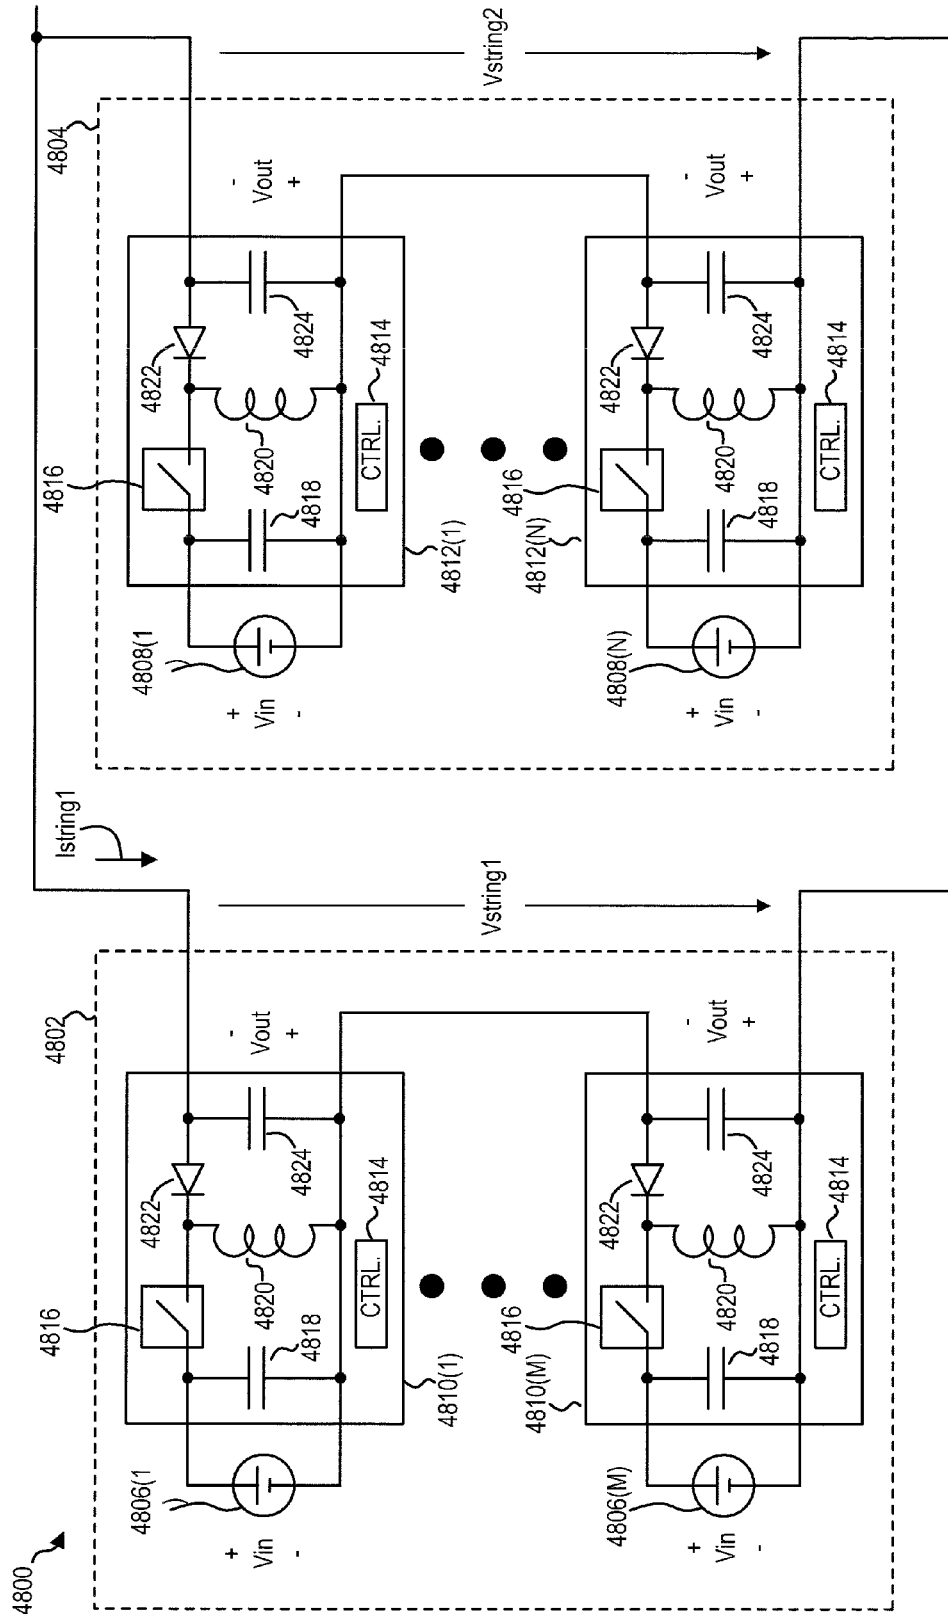 4800
4802
4806(1)
+
Vin
-
4816
4818
4820
4822
4824
CTRL.
4814
4810(1)
-
Vout
+
4806(M)
+
Vin
-
4810(M)
4816
4818
4820
4822
4824
CTRL.
4814
-
Vout
+
Vstring1
Istring1
4804
4808(1)
+
Vin
-
4816
4818
4820
4822
4824
CTRL.
4814
4812(1)
-
Vout
+
4808(N)
+
Vin
-
4812(N)
4816
4818
4820
4822
4824
CTRL.
4814
-
Vout
+
Vstring2